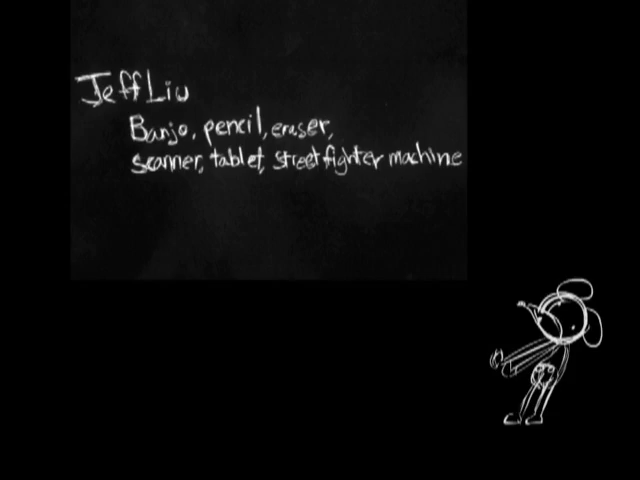 Jeff Liu
Banjo, pencil, eraser,
scanner, tablet, street fighter machine